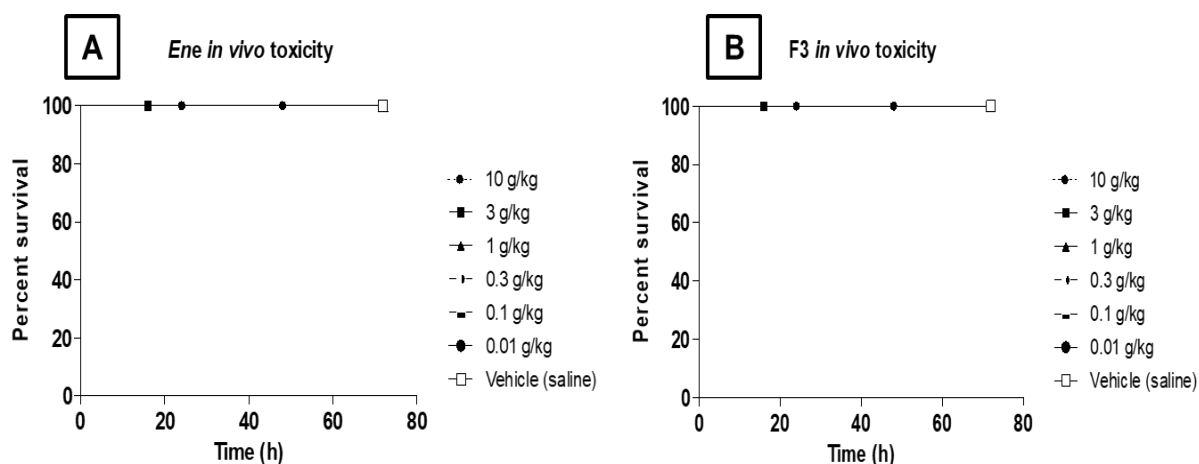 A
Ene in vivo toxicity
Percent survival
100
80
60
40
20
0
0 20 40 60 80
Time (h)
10 g/kg
3 g/kg
1 g/kg
0.3 g/kg
0.1 g/kg
0.01 g/kg
Vehicle (saline)
B
F3 in vivo toxicity
Percent survival
100
80
60
40
20
0
0 20 40 60 80
Time (h)
10 g/kg
3 g/kg
1 g/kg
0.3 g/kg
0.1 g/kg
0.01 g/kg
Vehicle (saline)